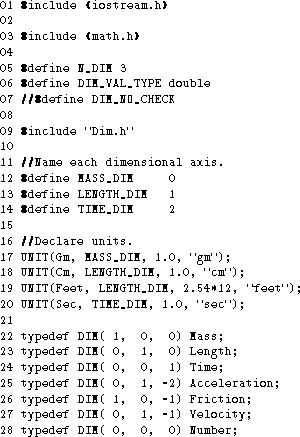 01 #include <iostream.h>
02
03 #include <math.h>
04
05 #define N_DIM 3
06 #define DIM_VAL_TYPE double
07 //#define DIM_NO_CHECK
08
09 #include "Dim.h"
10
11 //Name each dimensional axis.
12 #define MASS_DIM 0
13 #define LENGTH_DIM 1
14 #define TIME_DIM 2
15
16 //Declare units.
17 UNIT(Gm, MASS_DIM, 1.0, "gm");
18 UNIT(Cm, LENGTH_DIM, 1.0, "cm");
19 UNIT(Feet, LENGTH_DIM, 2.54*12, "feet");
20 UNIT(Sec, TIME_DIM, 1.0, "sec");
21
22 typedef DIM( 1, 0, 0) Mass;
23 typedef DIM( 0, 1, 0) Length;
24 typedef DIM( 0, 0, 1) Time;
25 typedef DIM( 0, 1, -2) Acceleration;
26 typedef DIM( 1, 0, -1) Friction;
27 typedef DIM( 0, 1, -1) Velocity;
28 typedef DIM( 0, 0, 0) Number;